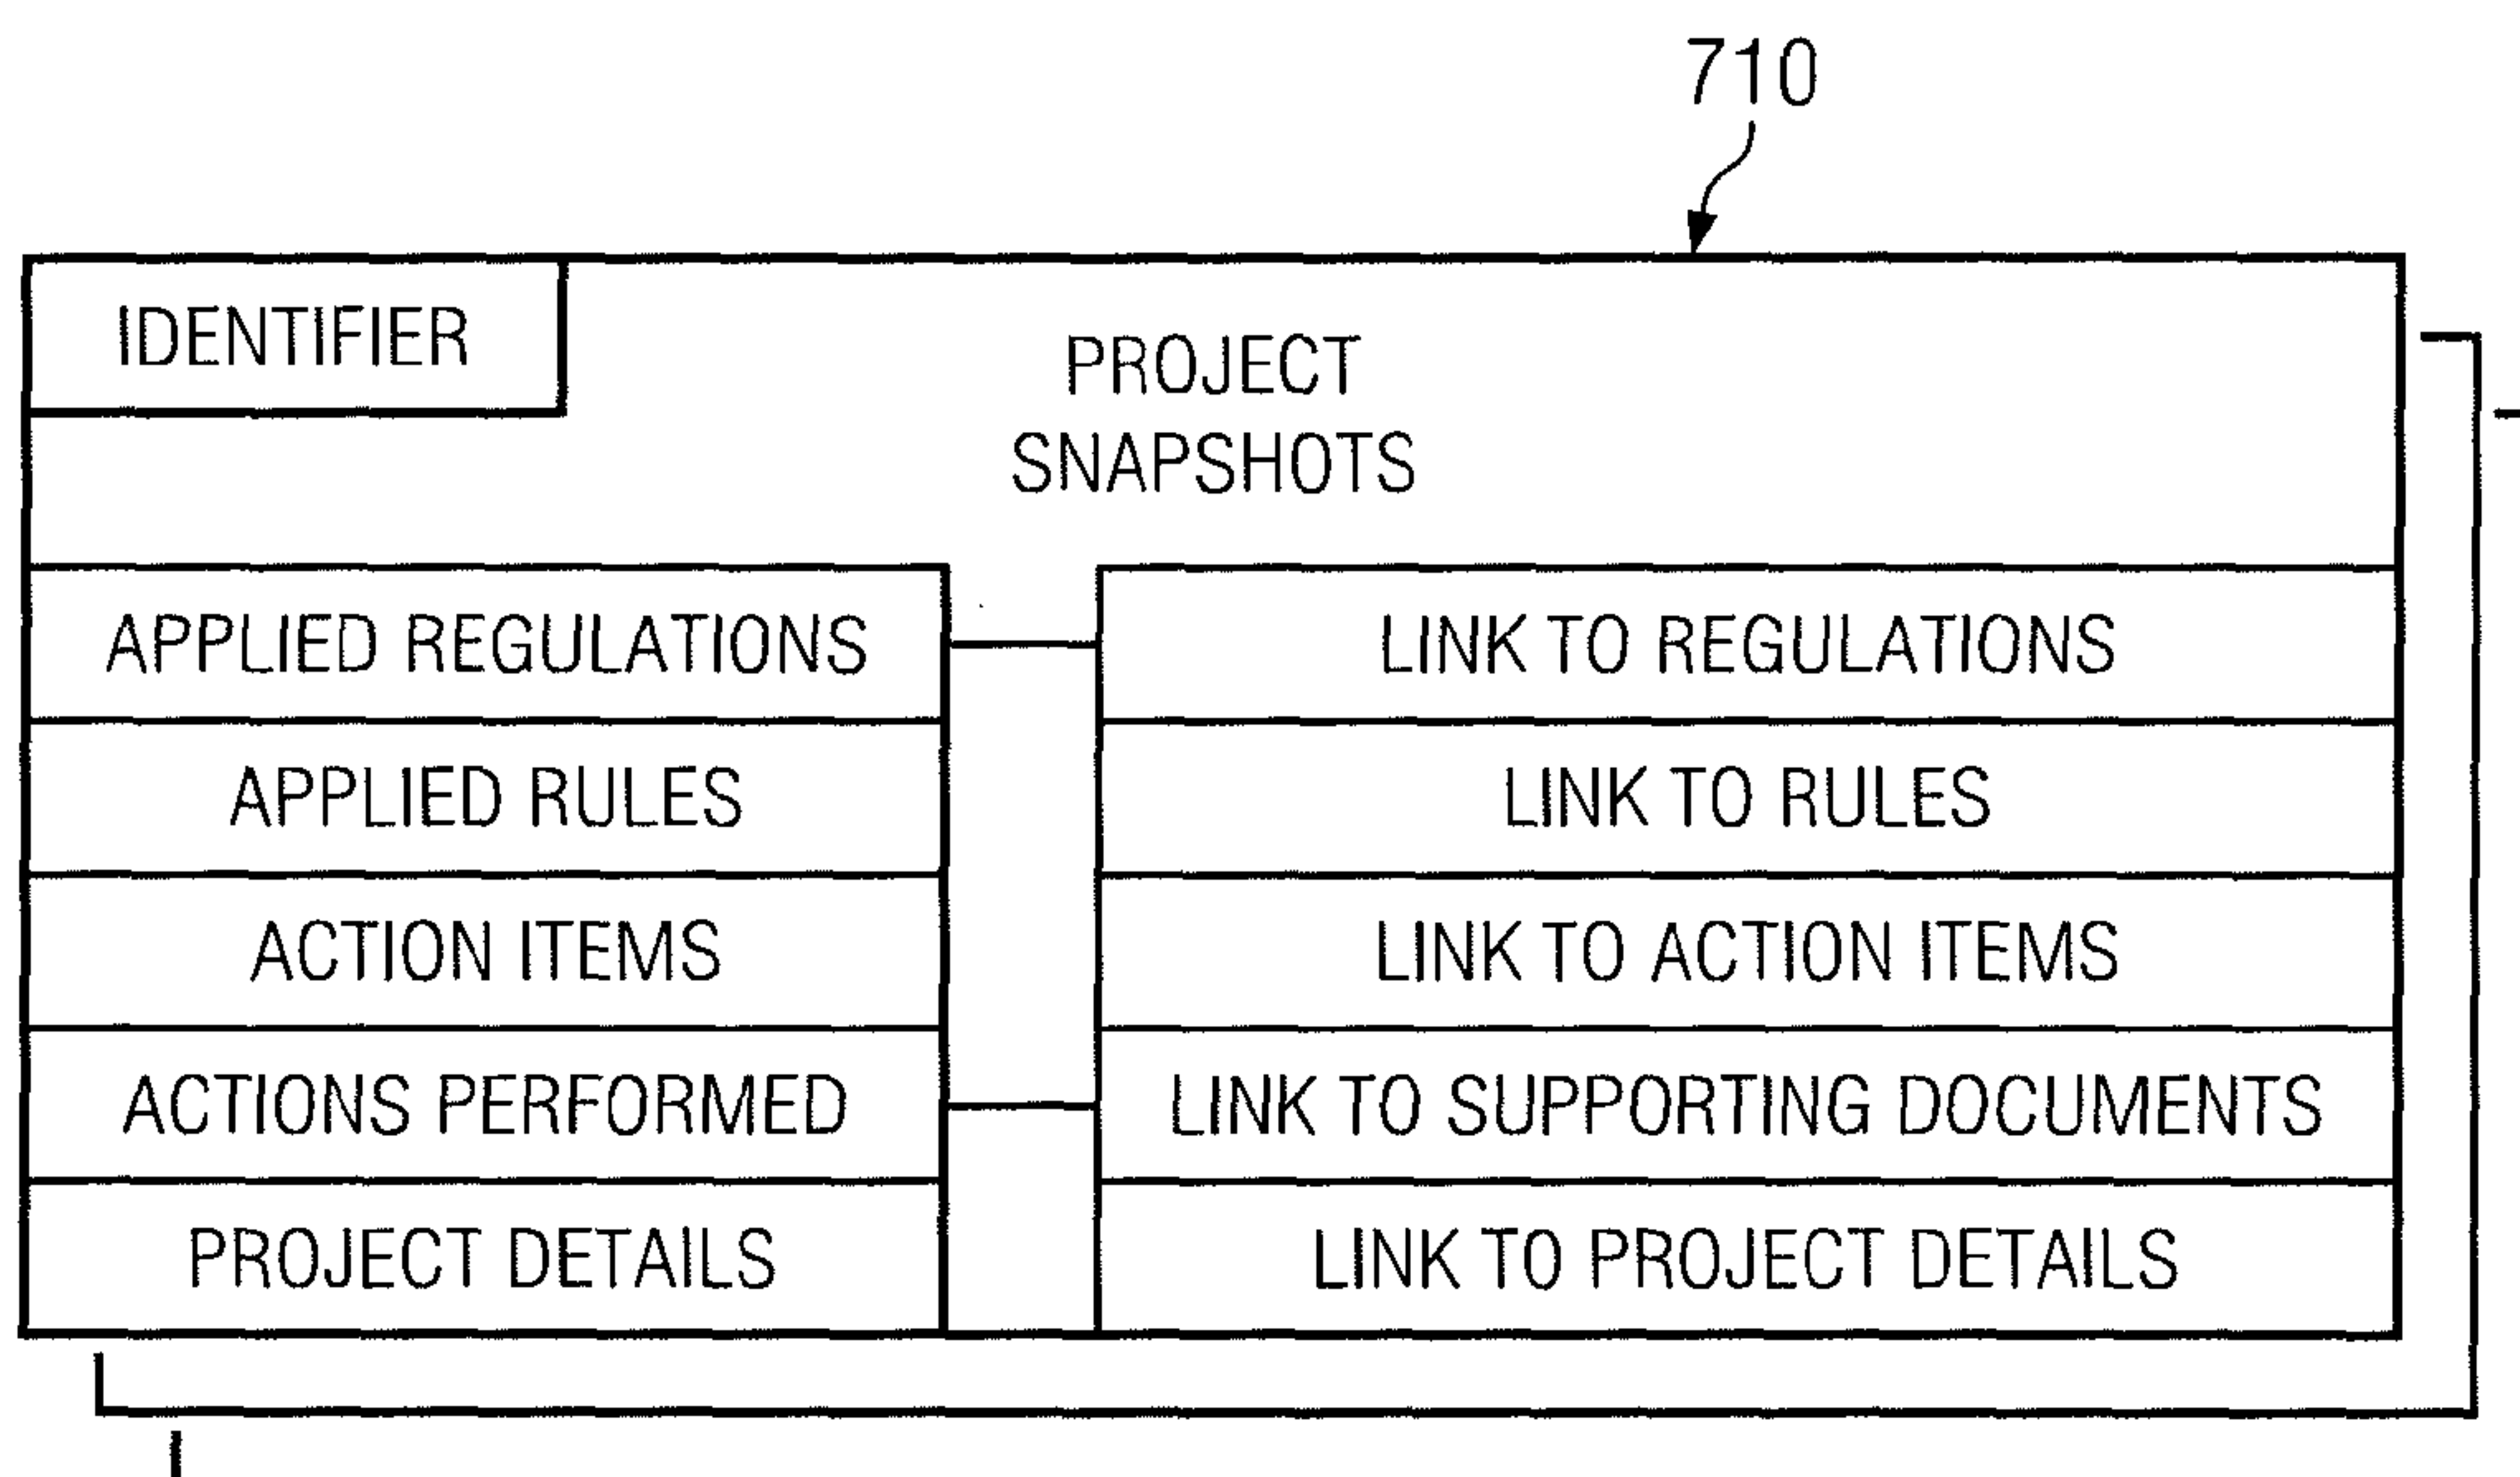 710
IDENTIFIER
PROJECT
SNAPSHOTS
APPLIED REGULATIONS
LINK TO REGULATIONS
APPLIED RULES
LINK TO RULES
ACTION ITEMS
LINK TO ACTION ITEMS
ACTIONS PERFORMED
LINK TO SUPPORTING DOCUMENTS
PROJECT DETAILS
LINK TO PROJECT DETAILS